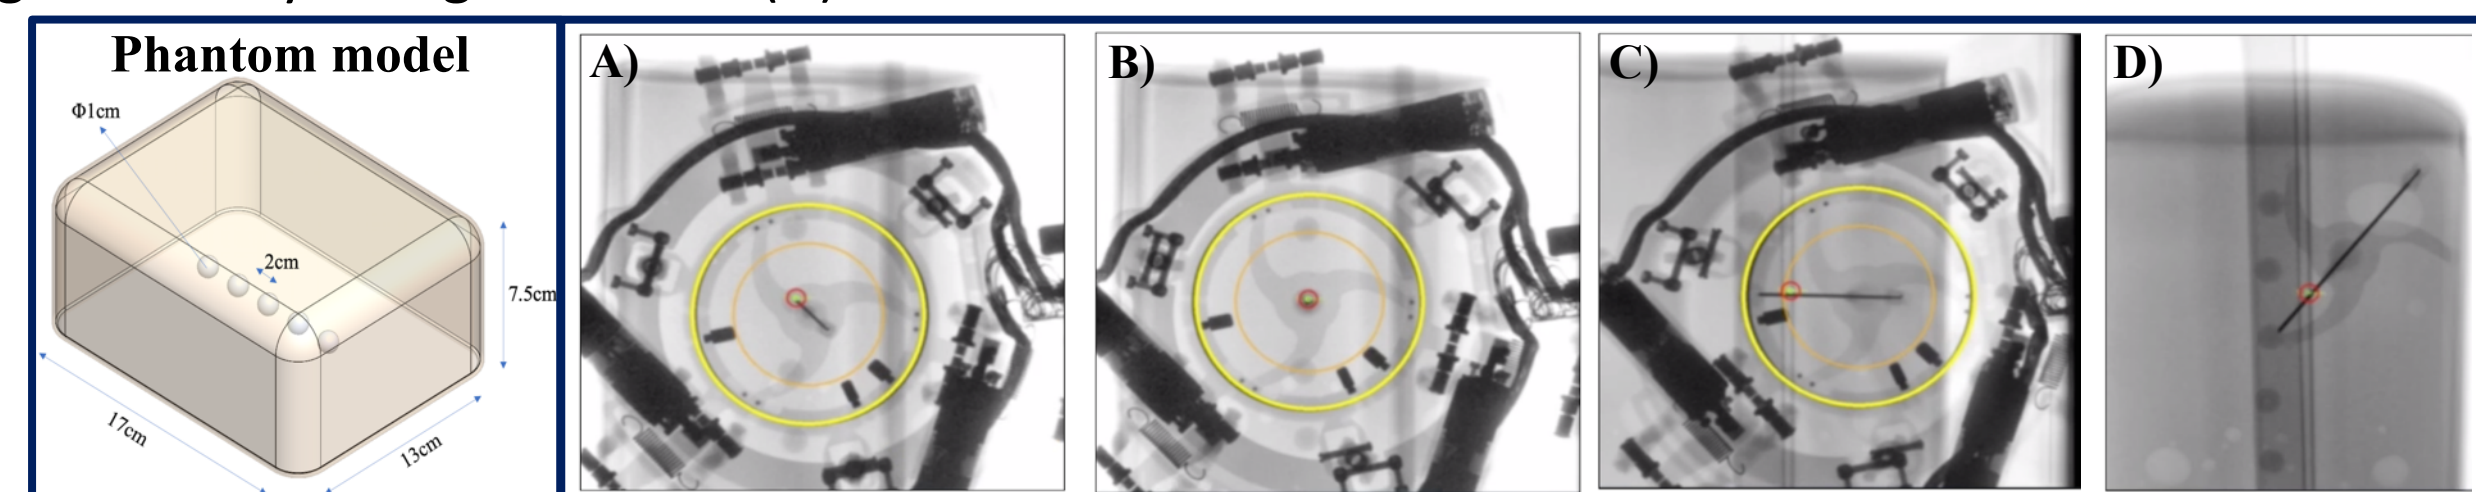 Phantom model
Φ1cm
2cm
7.5cm
17cm
13cm
A)
B)
C)
D)